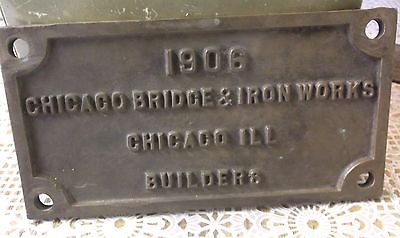 1906
CHICAGO BRIDGE & IRON WORKS
CHICAGO ILL
BUILDERS